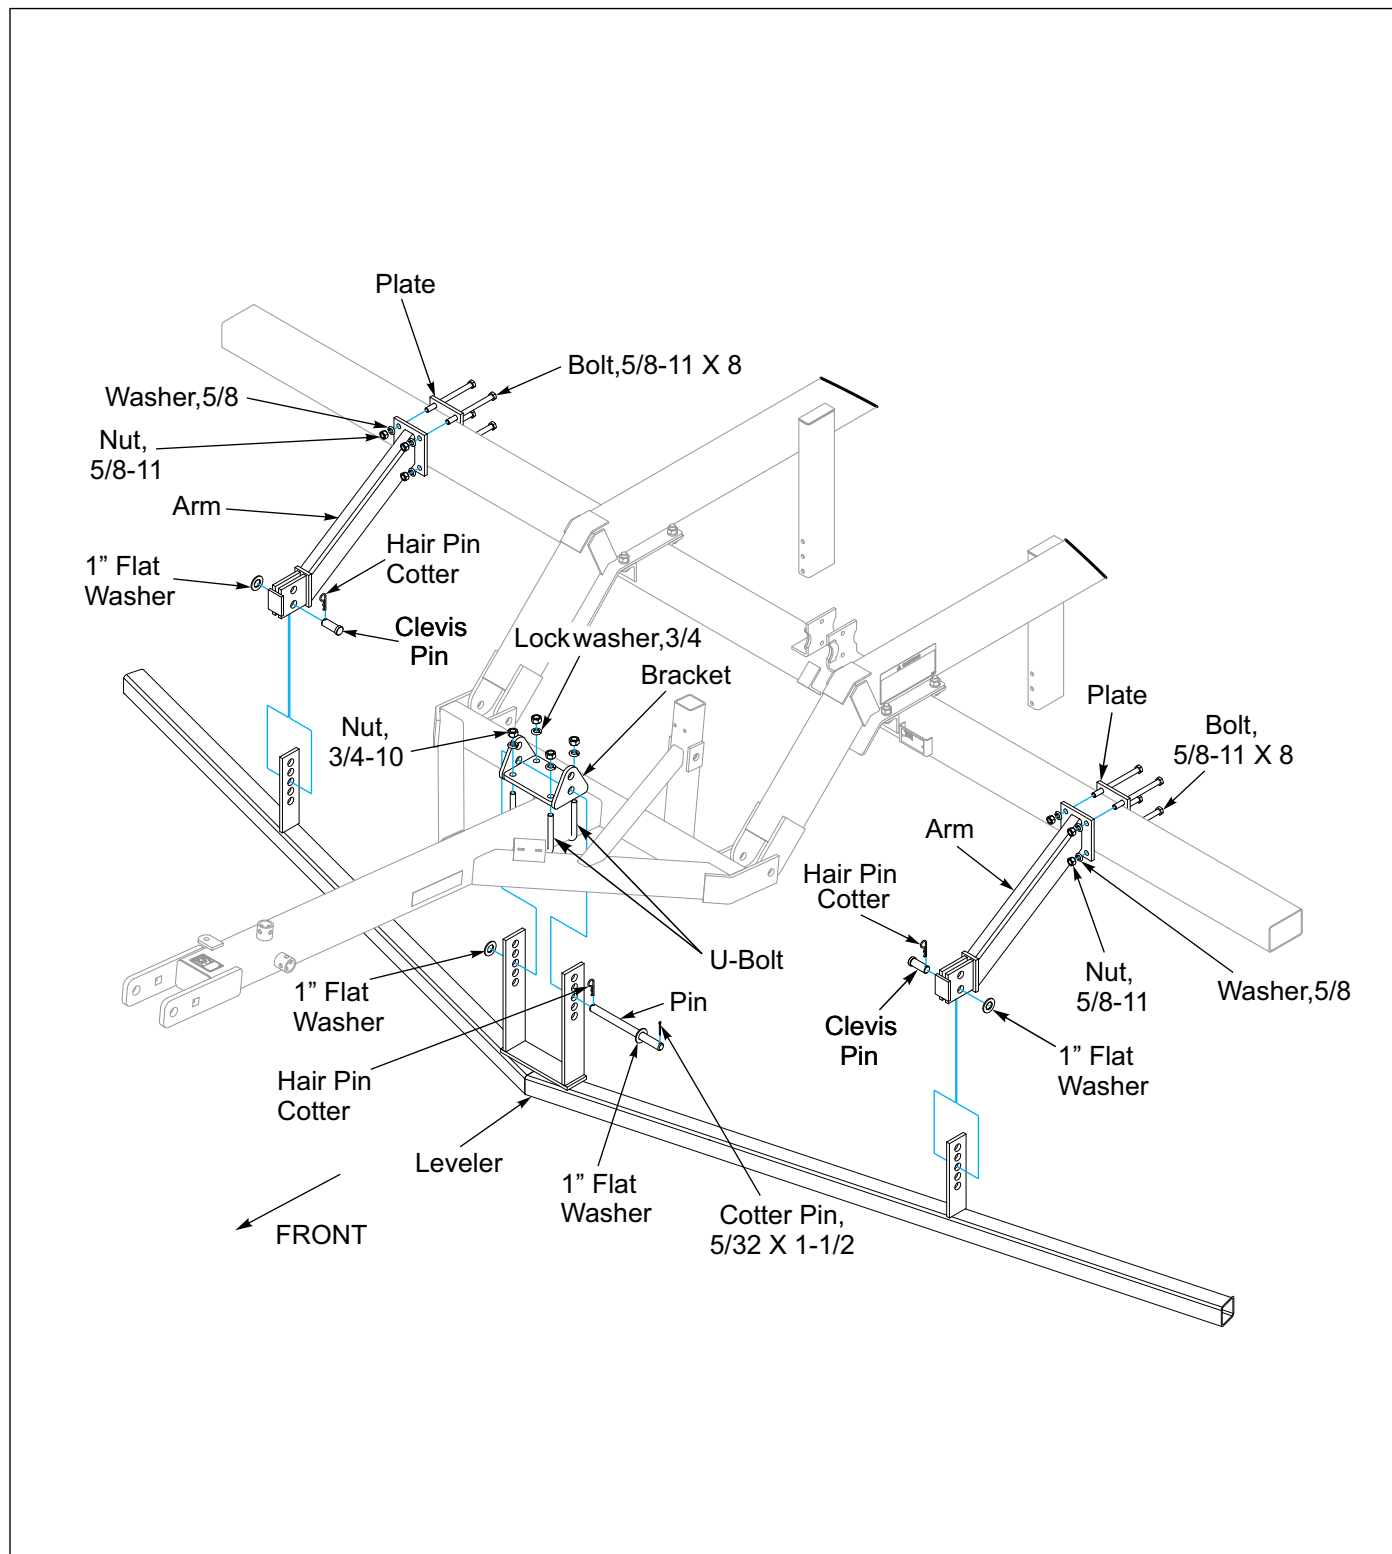 Plate
Bolt,5/8-11 X 8
Washer,5/8
Nut,
5/8-11
Arm
Hair Pin
Cotter
1” Flat
Washer
Clevis
Pin
Lockwasher,3/4
Bracket
Nut,
3/4-10
Plate
Bolt,
5/8-11 X 8
Arm
Hair Pin
Cotter
U-Bolt
Nut,
5/8-11
Washer,5/8
1” Flat
Washer
Pin
Clevis
Pin
1” Flat
Washer
Hair Pin
Cotter
Leveler
1” Flat
Washer
Cotter Pin,
5/32 X 1-1/2
FRONT